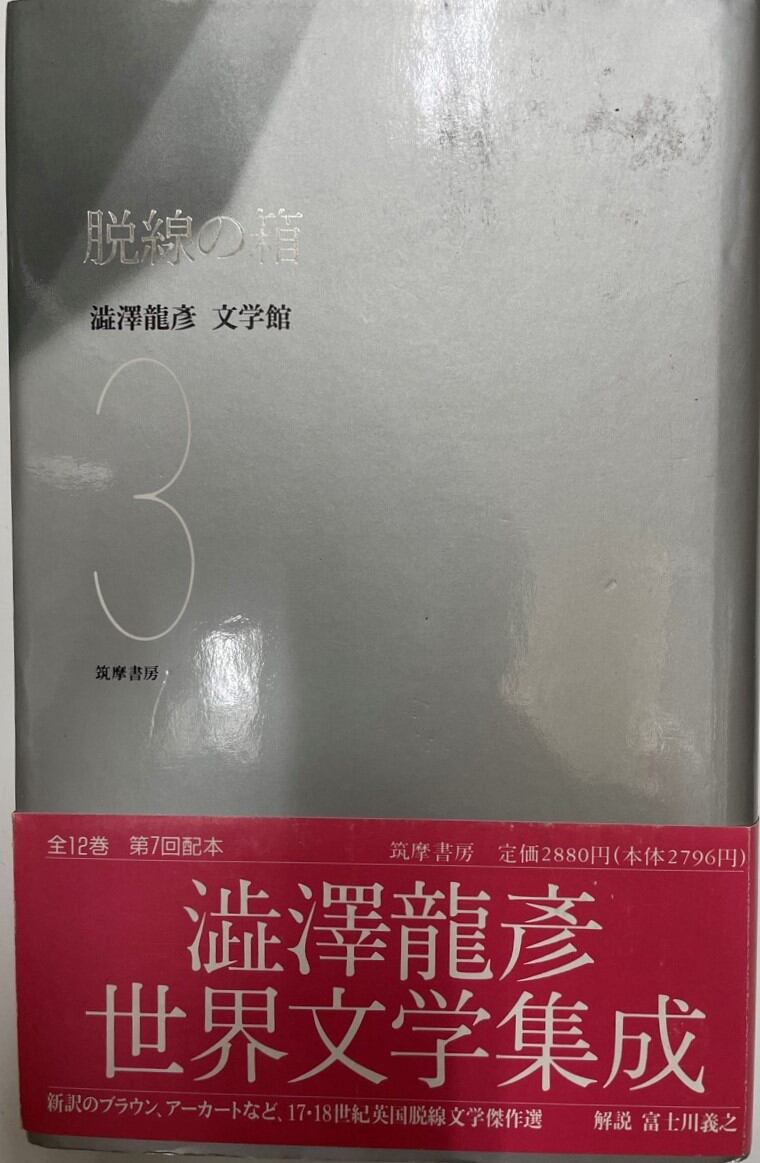 脱線の箱
澁澤龍彥 文学館
3
筑摩書房
全12巻 第7回配本 筑摩書房 定価2880円(本体2796円)
澁澤龍彥
世界文学集成
新訳のブラウン、アーカートなど、17・18世紀英国脱線文学傑作選 解説 富士川義之